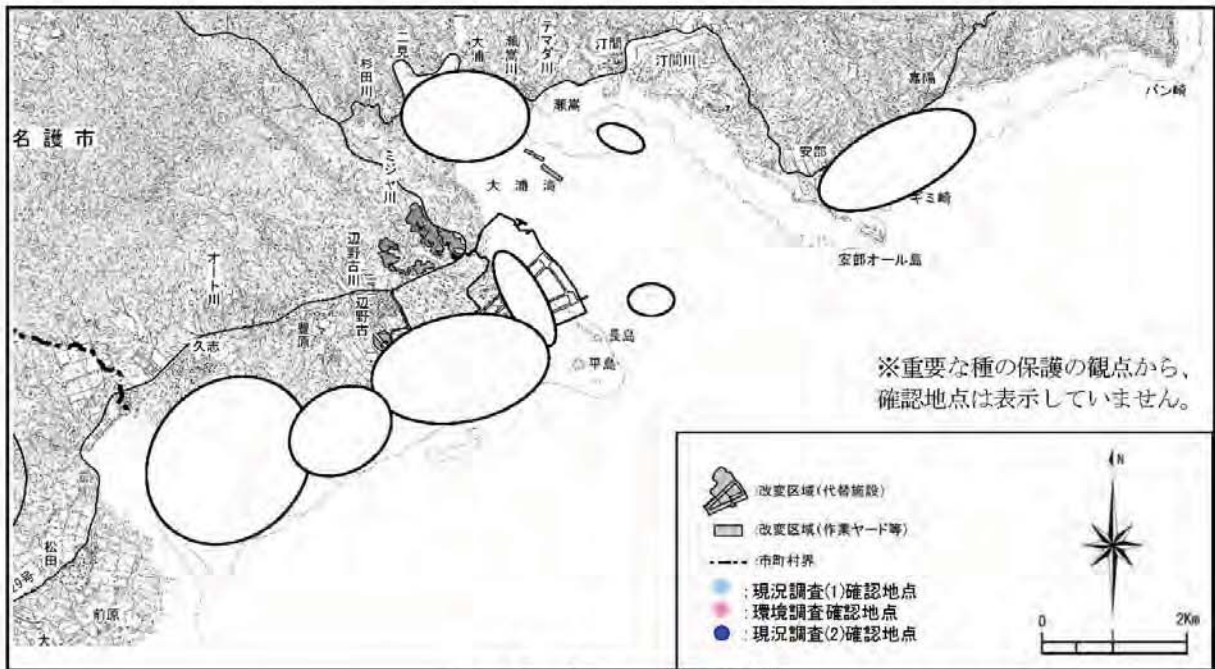 名護市
杉田川
二見
大浦
瀬嵩川
テマダ川
汀間
汀間川
嘉陽
バン崎
瀬嵩
安部
ギミ崎
安部オール島
大浦湾
ミジャ川
辺野古川
辺野古
オート川
豊原
久志
長島
平島
松田
29号
前原
大
※重要な種の保護の観点から、
確認地点は表示していません。
:改変区域(代替施設)
:改変区域(作業ヤード等)
:市町村界
:現況調査(1)確認地点
:環境調査確認地点
:現況調査(2)確認地点
N
0 2Km